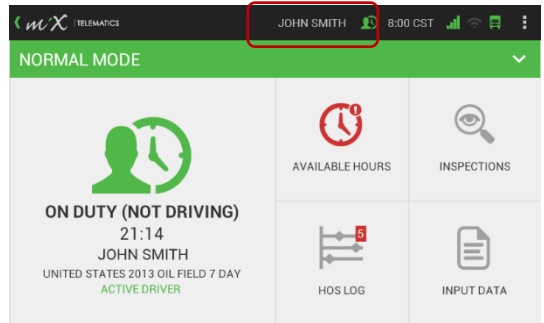 miX TELEMATICS JOHN SMITH 8:00 CST
NORMAL MODE
AVAILABLE HOURS INSPECTIONS
ON DUTY (NOT DRIVING)
21:14
JOHN SMITH
UNITED STATES 2013 OIL FIELD 7 DAY
ACTIVE DRIVER
5
HOS LOG INPUT DATA